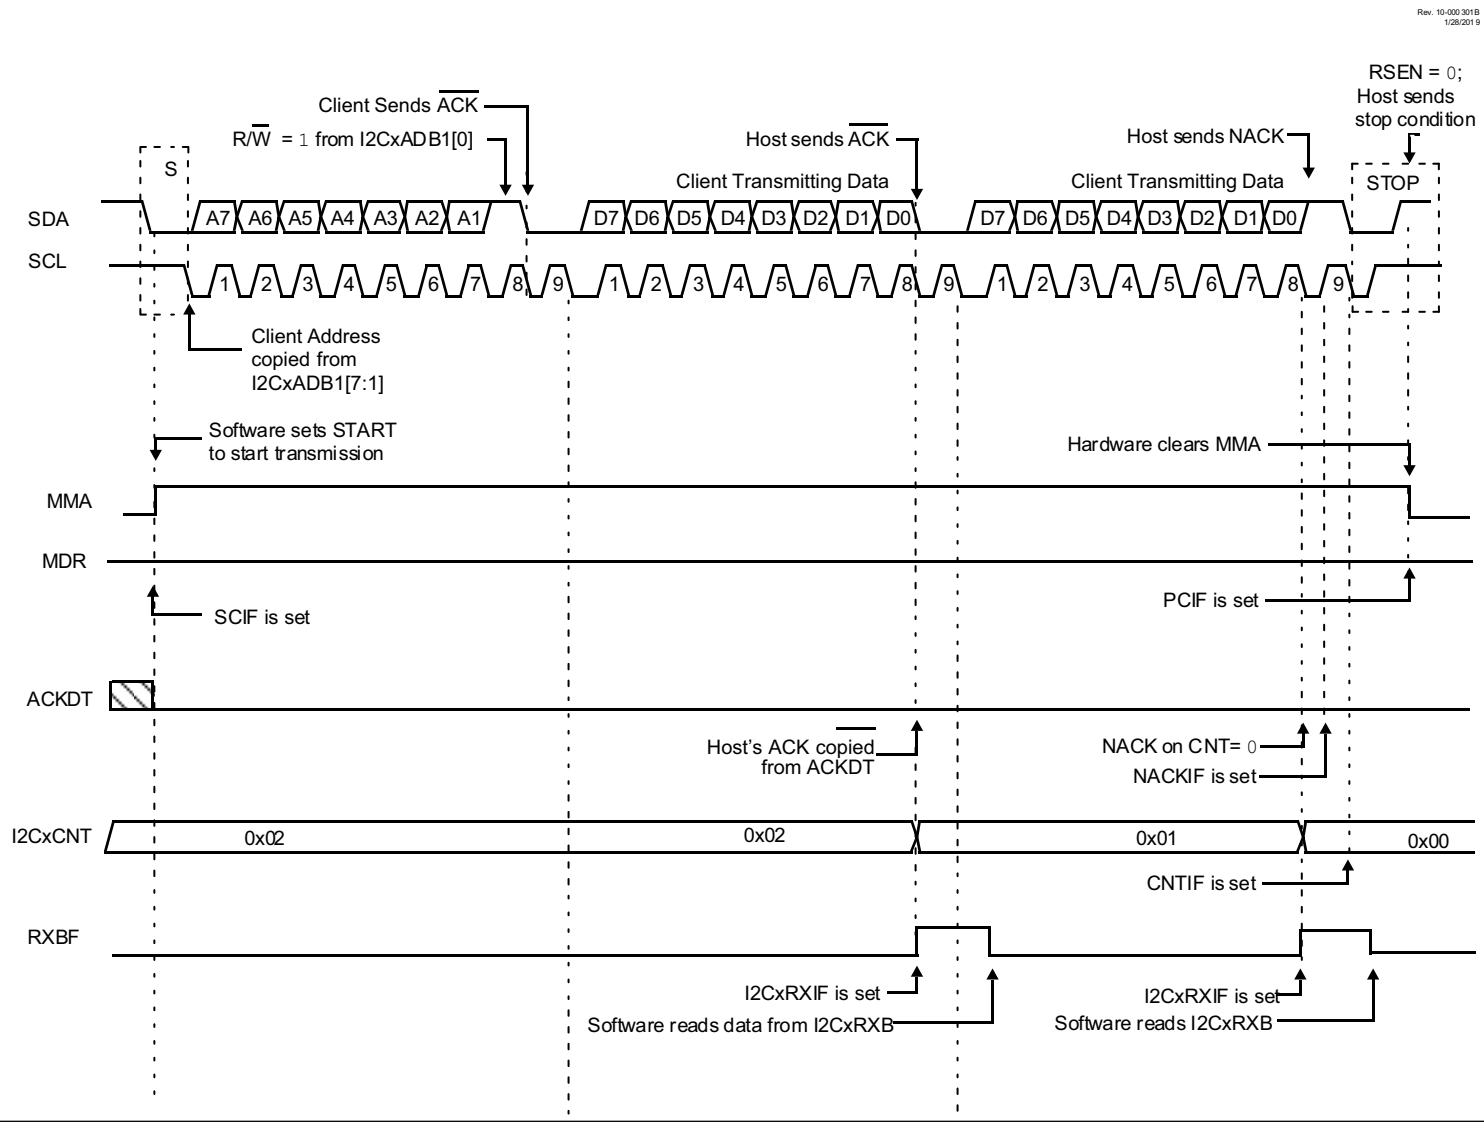 Rev. 10-000 301B
1/28/2019
RSEN = 0;
Host sends
stop condition
Client Sends ACK
R/W = 1 from I2CxADB1[0]
Host sends ACK
Host sends NACK
S
Client Transmitting Data
Client Transmitting Data
STOP
SDA
A7 A6 A5 A4 A3 A2 A1
D7 D6 D5 D4 D3 D2 D1 D0
D7 D6 D5 D4 D3 D2 D1 D0
SCL
1 2 3 4 5 6 7 8 9
1 2 3 4 5 6 7 8 9
1 2 3 4 5 6 7 8 9
Client Address
copied from
I2CxADB1[7:1]
Software sets START
to start transmission
Hardware clears MMA
MMA
MDR
SCIF is set
PCIF is set
ACKDT
Host's ACK copied
from ACKDT
NACK on CNT= 0
NACKIF is set
I2CxCNT
0x02
0x02
0x01
0x00
CNTIF is set
RXBF
I2CxRXIF is set
Software reads data from I2CxRXB
I2CxRXIF is set
Software reads I2CxRXB